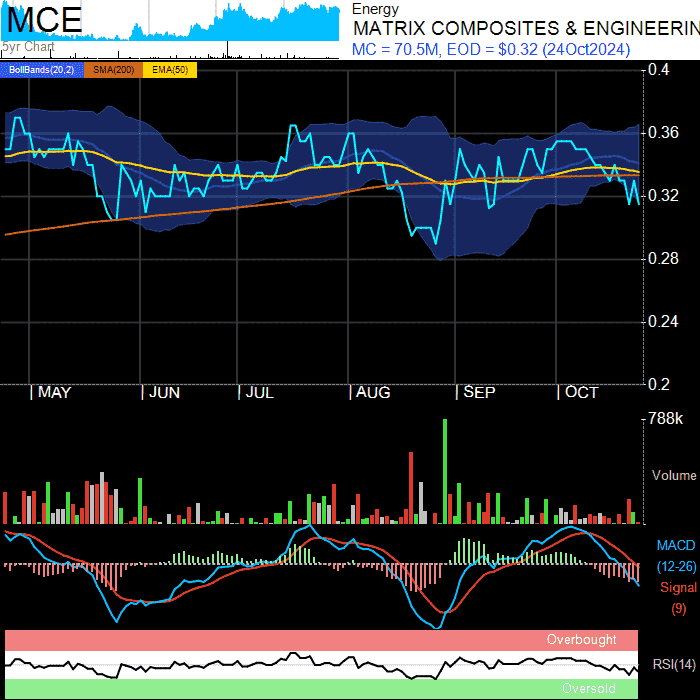 MCE
5yr Chart
Energy
MATRIX COMPOSITES & ENGINEERIN
MC = 70.5M, EOD = $0.32 (24Oct2024)
BollBands(20,2) SMA(200) EMA(50)
0.4
0.36
0.32
0.28
0.24
0.2
MAY JUN JUL AUG SEP OCT
788k
Volume
MACD
(12-26)
Signal
(9)
Overbought
RSI(14)
Oversold